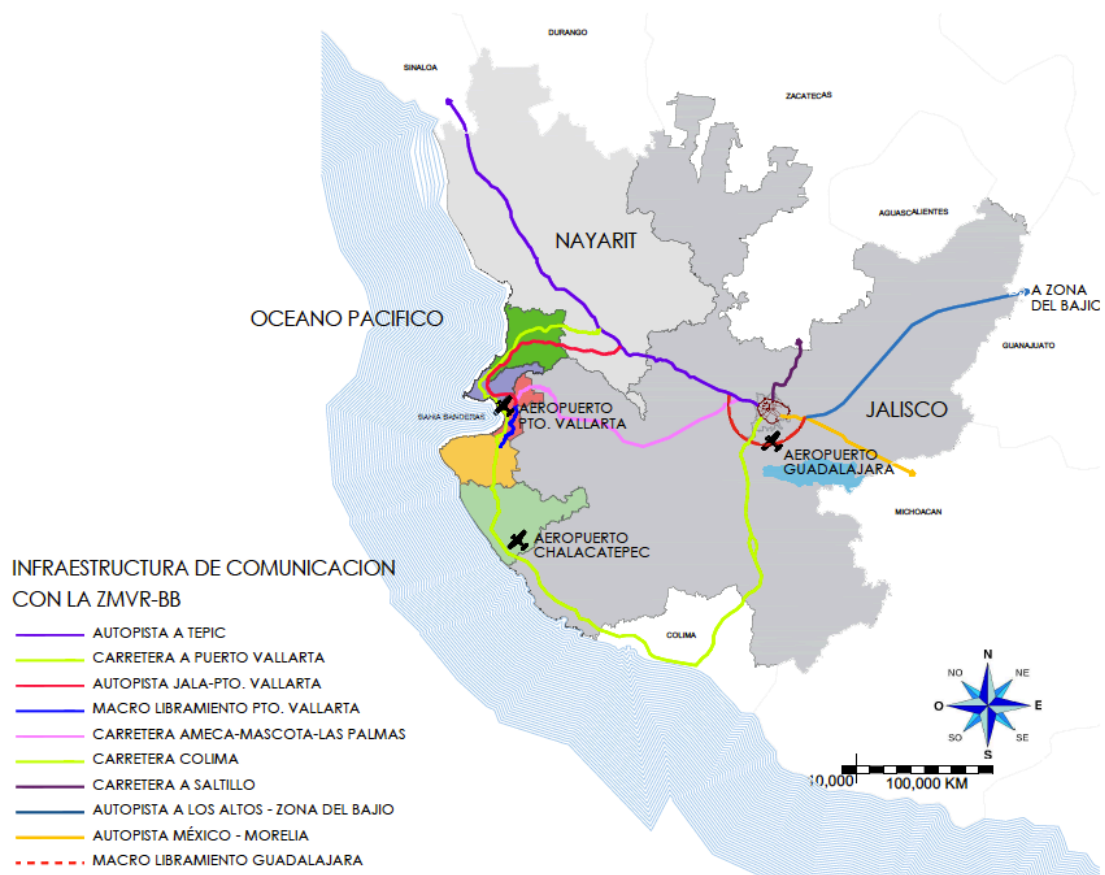 DURANGO
SINALOA
ZACATECAS
AGUASCALIENTES
NAYARIT
A ZONA
DEL BAJIO
OCEANO PACIFICO
GUANAJUATO
JALISCO
BAHIA BANDERAS
AEROPUERTO
PTO. VALLARTA
AEROPUERTO
GUADALAJARA
MICHOACAN
AEROPUERTO
CHALACATEPEC
COLIMA
INFRAESTRUCTURA DE COMUNICACION
CON LA ZMVR-BB
AUTOPISTA A TEPIC
CARRETERA A PUERTO VALLARTA
AUTOPISTA JALA-PTO. VALLARTA
MACRO LIBRAMIENTO PTO. VALLARTA
CARRETERA AMECA-MASCOTA-LAS PALMAS
CARRETERA COLIMA
CARRETERA A SALTILLO
AUTOPISTA A LOS ALTOS - ZONA DEL BAJIO
AUTOPISTA MÉXICO - MORELIA
MACRO LIBRAMIENTO GUADALAJARA
N
NO NE
O E
SO SE
S
10,000 100,000 KM